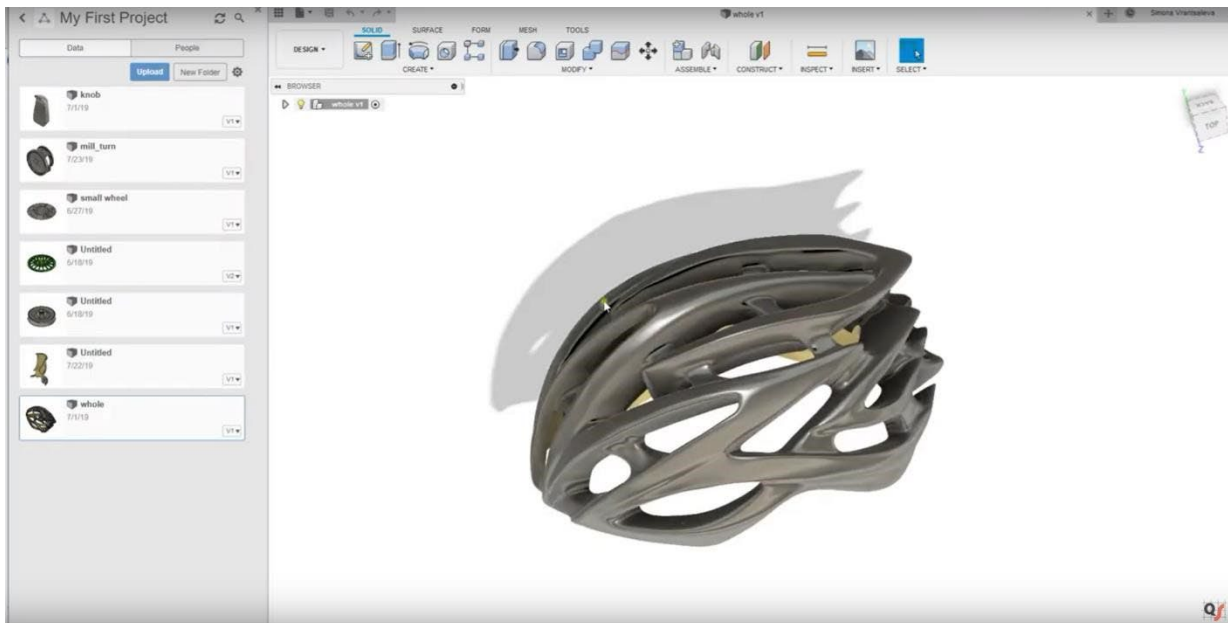 My First Project
Data People
Upload New Folder
knob
7/1/19
V1
mill_turn
7/23/19
V1
small wheel
6/27/19
V1
Untitled
6/18/19
V2
Untitled
6/18/19
V1
Untitled
7/22/19
V1
whole
7/1/19
V1
whole v1
SOLID SURFACE FORM MESH TOOLS
DESIGN
CREATE MODIFY ASSEMBLE CONSTRUCT INSPECT INSERT SELECT
BROWSER
whole v1
TOP
Z